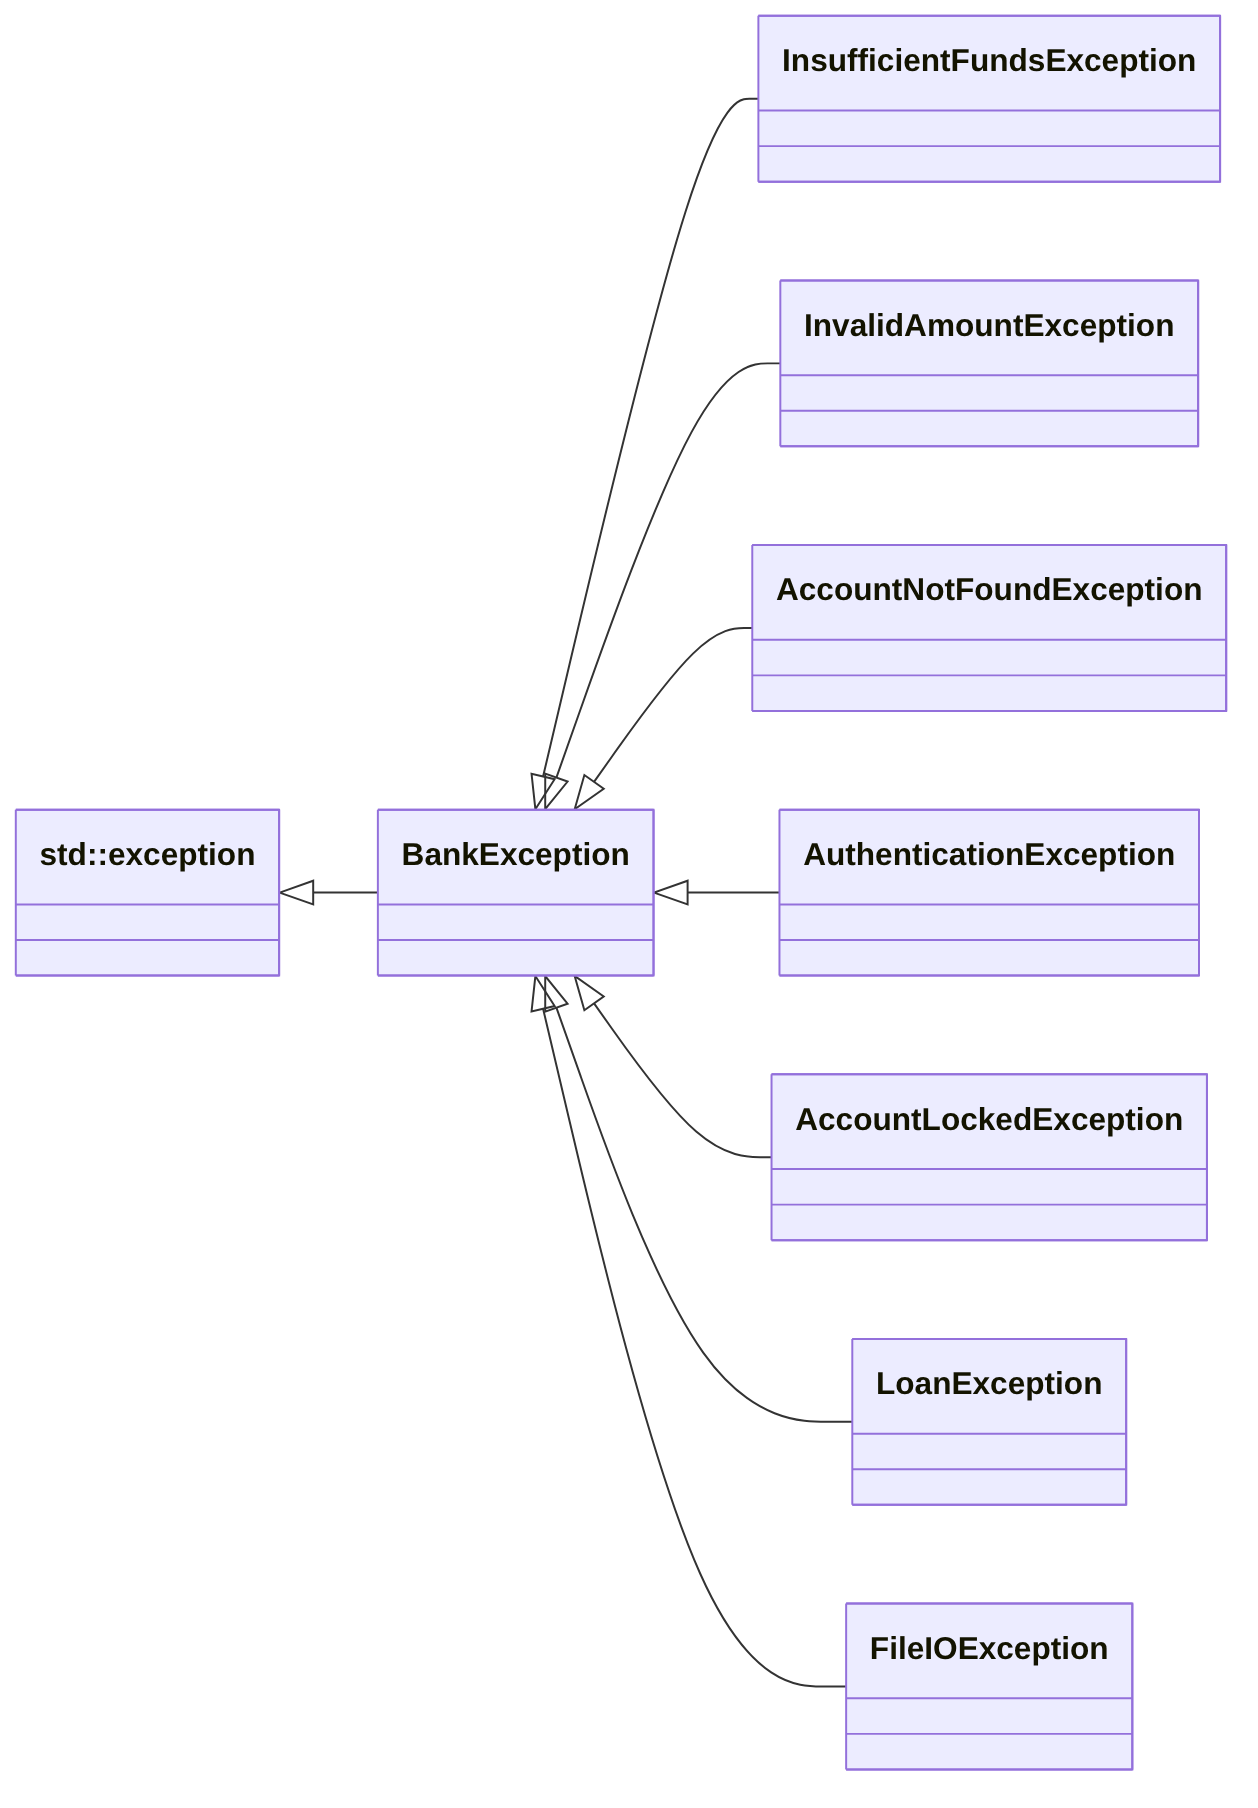 InsufficientFundsException
InvalidAmountException
AccountNotFoundException
std::exception
BankException
AuthenticationException
AccountLockedException
LoanException
FileIOException